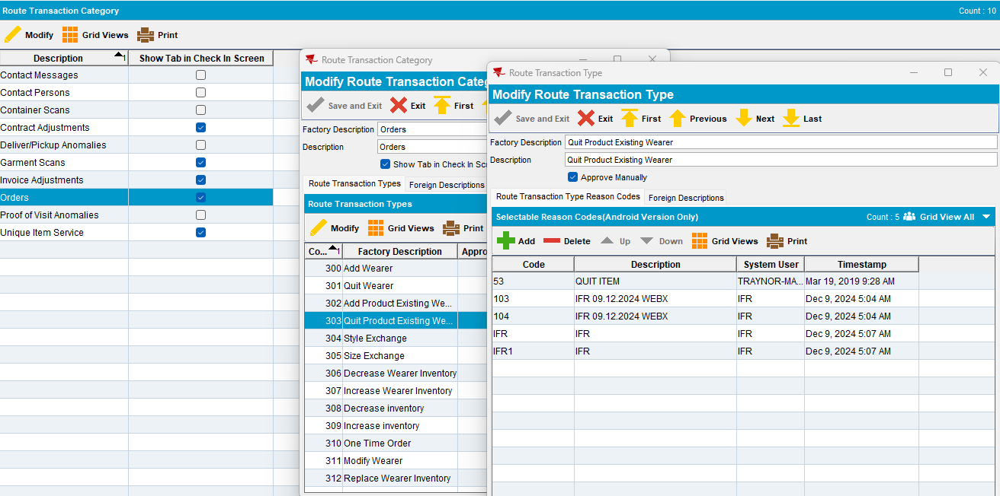 Route Transaction Category
Count : 10
Modify Grid Views Print
Description 1 Show Tab in Check In Screen
Contact Messages
Contact Persons
Container Scans
Contract Adjustments
Deliver/Pickup Anomalies
Garment Scans
Invoice Adjustments
Orders
Proof of Visit Anomalies
Unique Item Service
Route Transaction Category
Modify Route Transaction
Save and Exit Exit First
Factory Description Orders
Description Orders
Show Tab in Check In
Route Transaction Types Foreign Descriptions
Route Transaction Types
Modify Grid Views Print
Co... 1 Factory Description
300 Add Wearer
301 Quit Wearer
302 Add Product Existing We...
303 Quit Product Existing We...
304 Style Exchange
305 Size Exchange
306 Decrease Wearer Inventory
307 Increase Wearer Inventory
308 Decrease inventory
309 Increase inventory
310 One Time Order
311 Modify Wearer
312 Replace Wearer Inventory
Route Transaction Type
Modify Route Transaction Type
Save and Exit Exit First Previous Next Last
Factory Description Quit Product Existing Wearer
Description Quit Product Existing Wearer
Approve Manually
Route Transaction Type Reason Codes Foreign Descriptions
Selectable Reason Codes(Android Version Only) Count : 5 Grid View All
Add Delete Up Down Grid Views Print
Code Description System User Timestamp
53 QUIT ITEM TRAYNOR-MA... Mar 19, 2019 9:28 AM
103 IFR 09.12.2024 WEBX IFR Dec 9, 2024 5:04 AM
104 IFR 09.12.2024 WEBX IFR Dec 9, 2024 5:04 AM
IFR IFR IFR Dec 9, 2024 5:07 AM
IFR1 IFR IFR Dec 9, 2024 5:07 AM